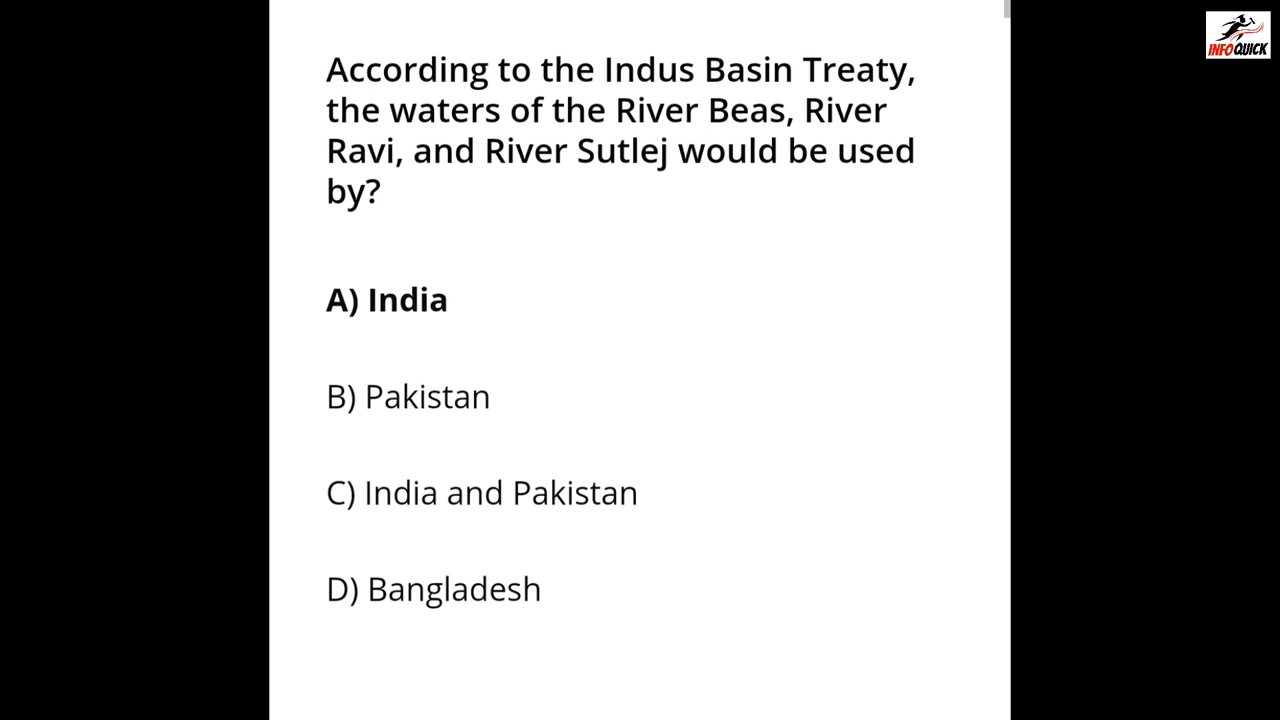 INFOQUICK
According to the Indus Basin Treaty,
the waters of the River Beas, River
Ravi, and River Sutlej would be used
by?
A) India
B) Pakistan
C) India and Pakistan
D) Bangladesh